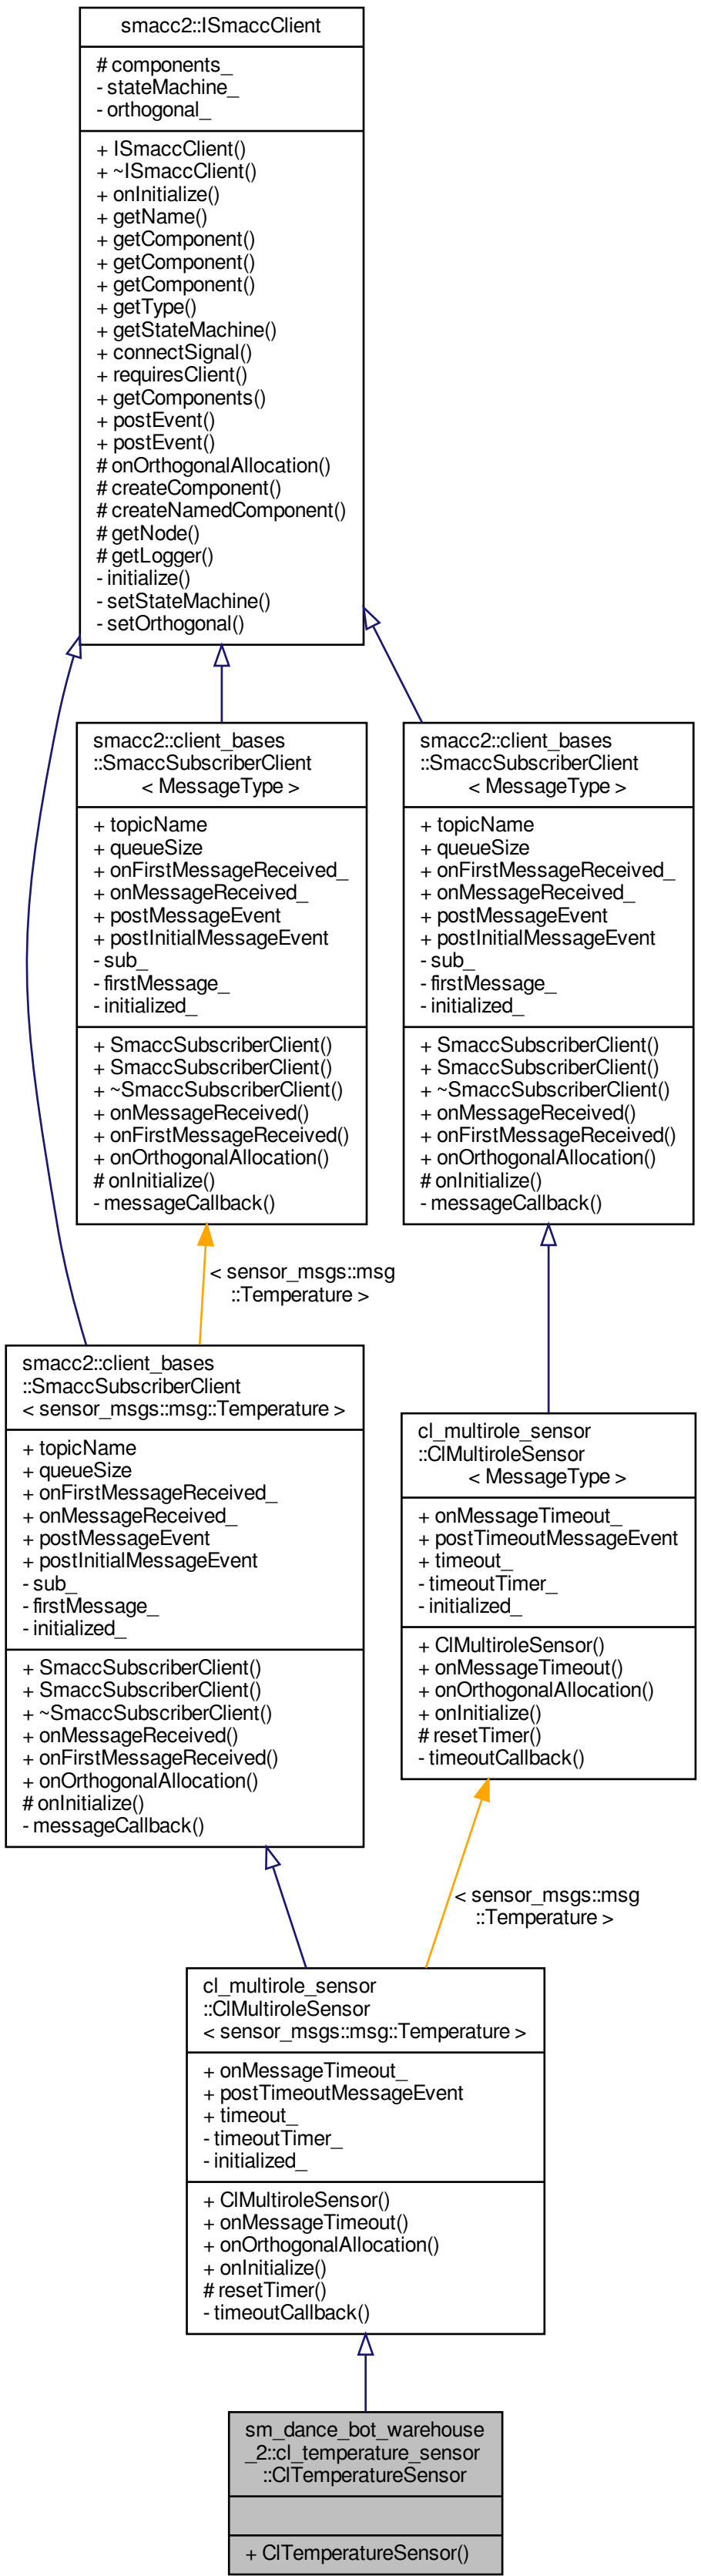 smacc2::ISmaccClient
# components_
- stateMachine_
- orthogonal_
+ ISmaccClient()
+ ~ISmaccClient()
+ onInitialize()
+ getName()
+ getComponent()
+ getComponent()
+ getComponent()
+ getType()
+ getStateMachine()
+ connectSignal()
+ requiresClient()
+ getComponents()
+ postEvent()
+ postEvent()
# onOrthogonalAllocation()
# createComponent()
# createNamedComponent()
# getNode()
# getLogger()
- initialize()
- setStateMachine()
- setOrthogonal()
smacc2::client_bases
::SmaccSubscriberClient
< MessageType >
+ topicName
+ queueSize
+ onFirstMessageReceived_
+ onMessageReceived_
+ postMessageEvent
+ postInitialMessageEvent
- sub_
- firstMessage_
- initialized_
+ SmaccSubscriberClient()
+ SmaccSubscriberClient()
+ ~SmaccSubscriberClient()
+ onMessageReceived()
+ onFirstMessageReceived()
+ onOrthogonalAllocation()
# onInitialize()
- messageCallback()
smacc2::client_bases
::SmaccSubscriberClient
< MessageType >
+ topicName
+ queueSize
+ onFirstMessageReceived_
+ onMessageReceived_
+ postMessageEvent
+ postInitialMessageEvent
- sub_
- firstMessage_
- initialized_
+ SmaccSubscriberClient()
+ SmaccSubscriberClient()
+ ~SmaccSubscriberClient()
+ onMessageReceived()
+ onFirstMessageReceived()
+ onOrthogonalAllocation()
# onInitialize()
- messageCallback()
< sensor_msgs::msg
::Temperature >
smacc2::client_bases
::SmaccSubscriberClient
< sensor_msgs::msg::Temperature >
+ topicName
+ queueSize
+ onFirstMessageReceived_
+ onMessageReceived_
+ postMessageEvent
+ postInitialMessageEvent
- sub_
- firstMessage_
- initialized_
+ SmaccSubscriberClient()
+ SmaccSubscriberClient()
+ ~SmaccSubscriberClient()
+ onMessageReceived()
+ onFirstMessageReceived()
+ onOrthogonalAllocation()
# onInitialize()
- messageCallback()
cl_multirole_sensor
::ClMultiroleSensor
< MessageType >
+ onMessageTimeout_
+ postTimeoutMessageEvent
+ timeout_
- timeoutTimer_
- initialized_
+ ClMultiroleSensor()
+ onMessageTimeout()
+ onOrthogonalAllocation()
+ onInitialize()
# resetTimer()
- timeoutCallback()
< sensor_msgs::msg
::Temperature >
cl_multirole_sensor
::ClMultiroleSensor
< sensor_msgs::msg::Temperature >
+ onMessageTimeout_
+ postTimeoutMessageEvent
+ timeout_
- timeoutTimer_
- initialized_
+ ClMultiroleSensor()
+ onMessageTimeout()
+ onOrthogonalAllocation()
+ onInitialize()
# resetTimer()
- timeoutCallback()
sm_dance_bot_warehouse
_2::cl_temperature_sensor
::ClTemperatureSensor
+ ClTemperatureSensor()